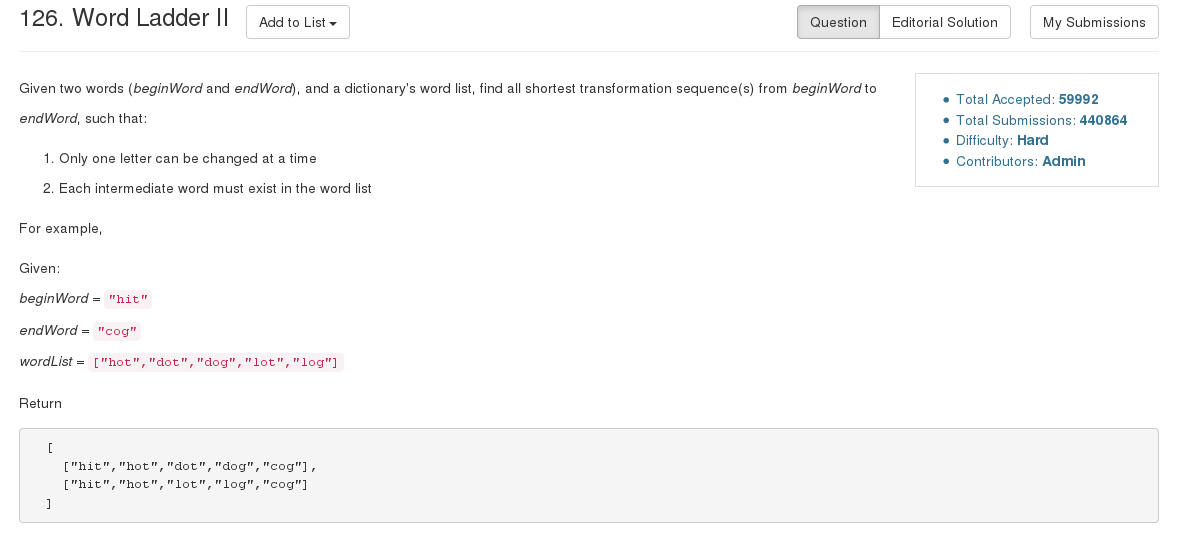 126. Word Ladder II
Add to List
Question
Editorial Solution
My Submissions
Given two words (beginWord and endWord), and a dictionary's word list, find all shortest transformation sequence(s) from beginWord to
endWord, such that:
1. Only one letter can be changed at a time
2. Each intermediate word must exist in the word list
Total Accepted: 59992
Total Submissions: 440864
Difficulty: Hard
Contributors: Admin
For example,
Given:
beginWord = "hit"
endWord = "cog"
wordList = ["hot","dot","dog","lot","log"]
Return
[
["hit","hot","dot","dog","cog"],
["hit","hot","lot","log","cog"]
]